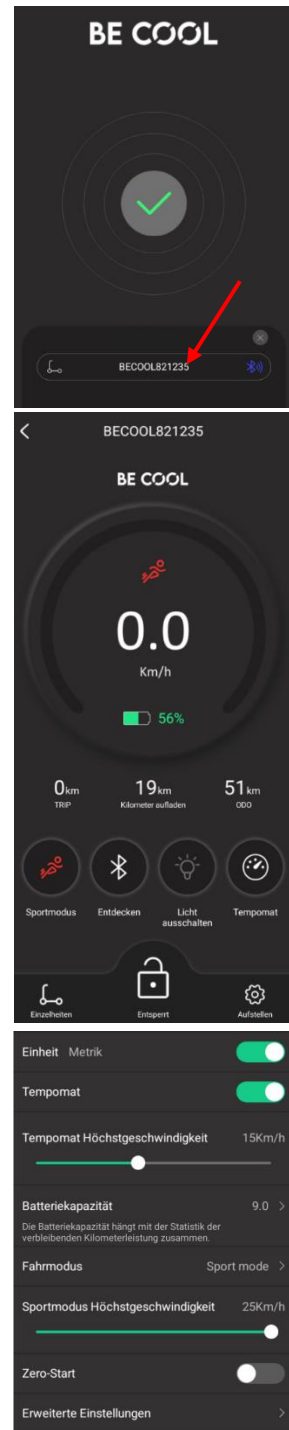 BE COOL
BECOOL821235
BECOOL821235
BE COOL
0.0
Km/h
56%
0km 19km 51km
TRIP Kilometer aufladen ODO
Sportmodus Entdecken Licht ausschalten Tempomat
Einzelheiten Entsperrt Aufstellen
Einheit Metrik
Tempomat
Tempomat Höchstgeschwindigkeit 15Km/h
Batteriekapazität 9.0 >
Die Batteriekapazität hängt mit der Statistik der
verbleibenden Kilometerleistung zusammen.
Fahrmodus Sport mode >
Sportmodus Höchstgeschwindigkeit 25Km/h
Zero-Start
Erweiterte Einstellungen >